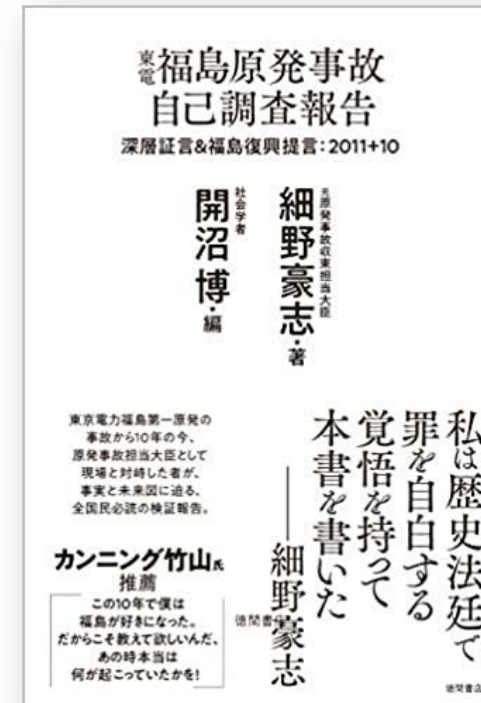 東電福島原発事故
自己調査報告
深層証言&福島復興提言：2011+10
元原発事故収束担当大臣
細野豪志・著
社会学者
開沼 博・編
私は歴史法廷で
罪を自白する
覚悟を持って
本書を書いた
——細野豪志
東京電力福島第一原発の
事故から10年の今、
原発事故担当大臣として
現場と対峙した者が、
事実と未来図に迫る、
全国民必読の検証報告。
カンニング竹山氏
推薦
この10年で僕は
福島が好きになった。
だからこそ教えて欲しいんだ、
あの時本当は
何が起こっていたかを！
徳間書店
徳間書店